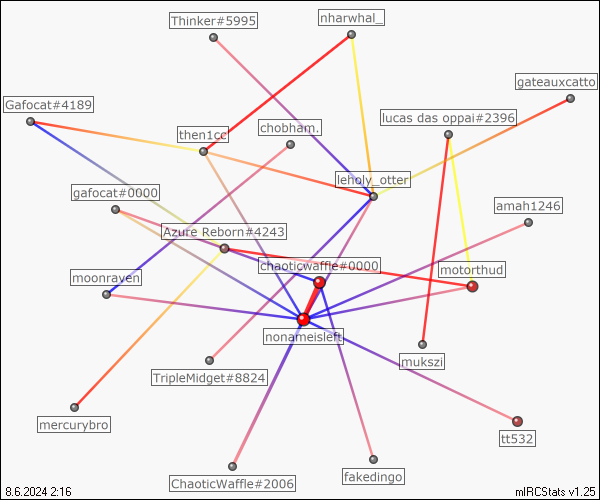 Thinker#5995
nharwhal_
gateauxcatto
Gafocat#4189
lucas das oppai#2396
then1cc
chobham.
leholy_otter
gafocat#0000
amah1246
Azure Reborn#4243
chaoticwaffle#0000
moonraven
motorthud
nonameisleft
mukszi
TripleMidget#8824
mercurybro
tt532
fakedingo
ChaoticWaffle#2006
8.6.2024 2:16
mIRCStats v1.25